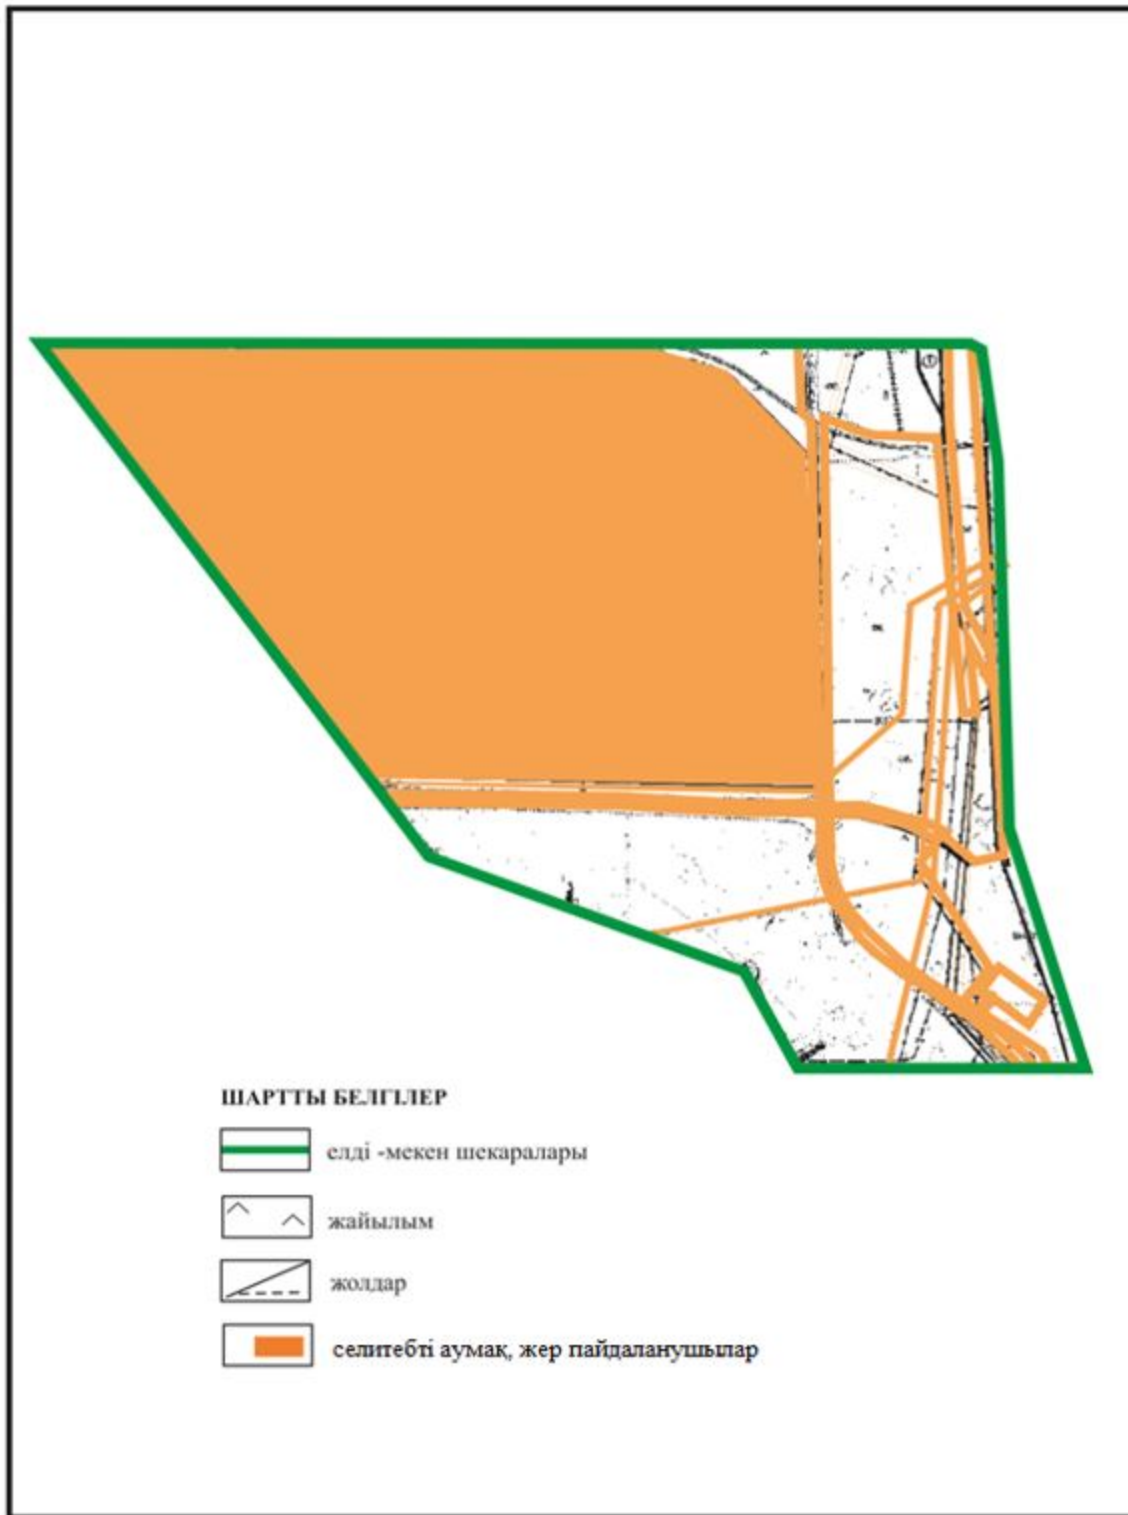 ШАРТТЫ БЕЛГІЛЕР
елді -мекен шекаралары
жайылым
жолдар
селитебті аумақ, жер пайдаланушылар